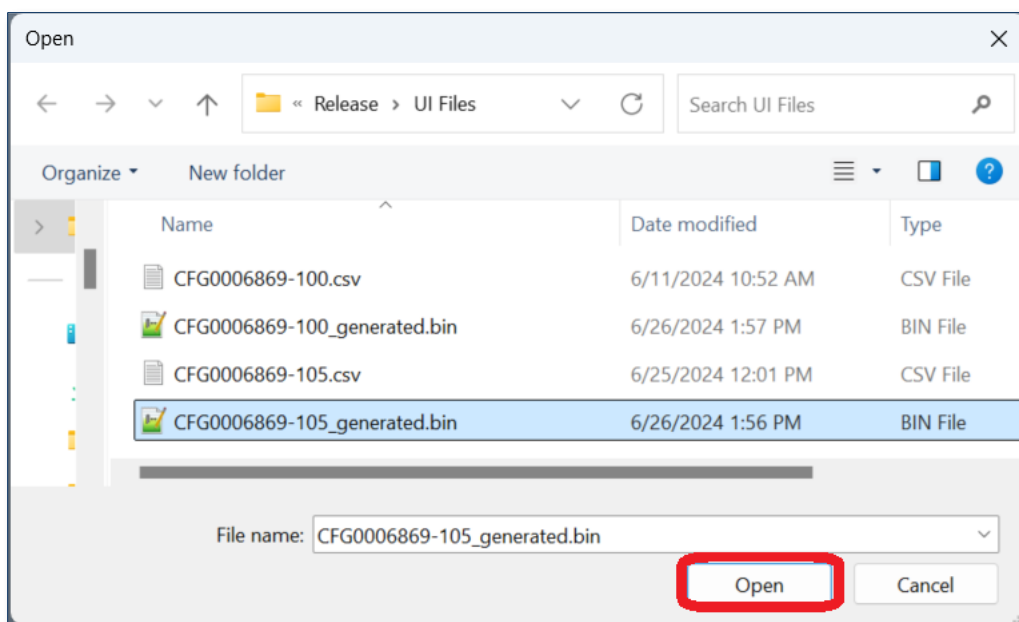 Open
« Release > UI Files
Search UI Files
Organize
New folder
?
Name
Date modified
Type
CFG0006869-100.csv
6/11/2024 10:52 AM
CSV File
CFG0006869-100_generated.bin
6/26/2024 1:57 PM
BIN File
CFG0006869-105.csv
6/25/2024 12:01 PM
CSV File
CFG0006869-105_generated.bin
6/26/2024 1:56 PM
BIN File
File name: CFG0006869-105_generated.bin
Open
Cancel